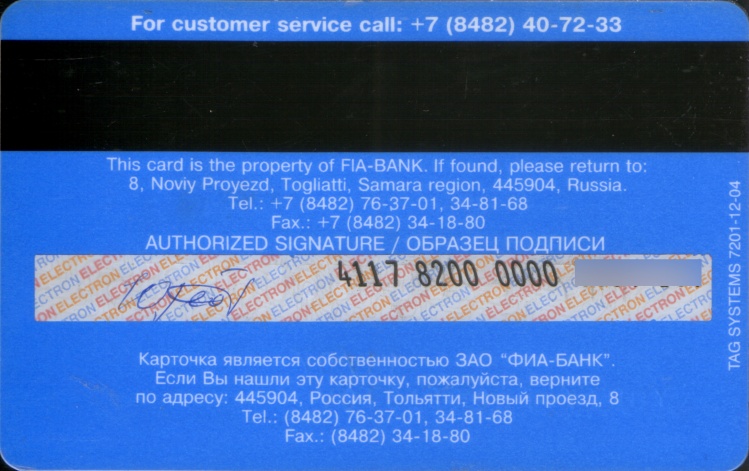 For customer service call: +7 (8482) 40-72-33
This card is the property of FIA-BANK. If found, please return to:
8, Noviy Proyezd, Togliatti, Samara region, 445904, Russia.
Tel.: +7 (8482) 76-37-01, 34-81-68
Fax.: +7 (8482) 34-18-80
AUTHORIZED SIGNATURE / ОБРАЗЕЦ ПОДПИСИ
ELECTRON ELECTRON ELECTRON ELECTRON
4117 8200 0000
Карточка является собственностью ЗАО "ФИА-БАНК".
Если Вы нашли эту карточку, пожалуйста, верните
по адресу: 445904, Россия, Тольятти, Новый проезд, 8
Tel.: (8482) 76-37-01, 34-81-68
Fax.: (8482) 34-18-80
TAG SYSTEMS 7201-12-04